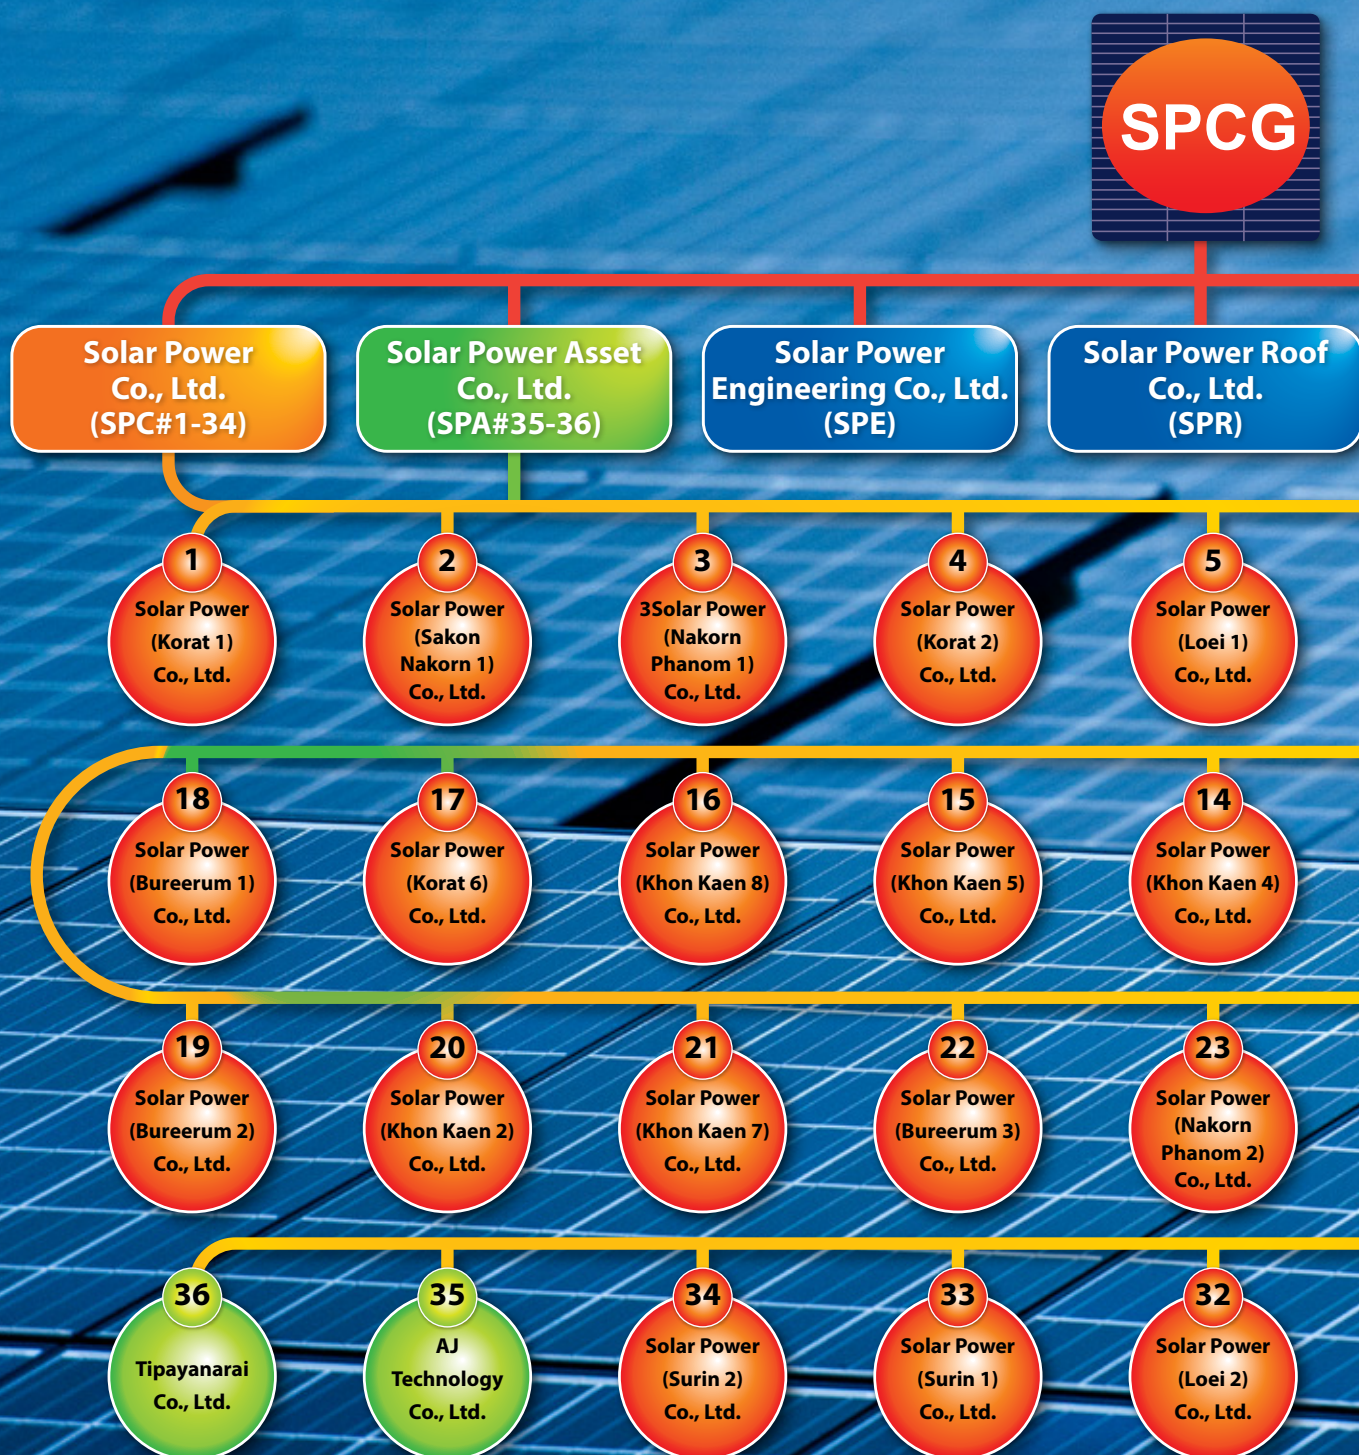 SPCG
Solar Power
Co., Ltd.
(SPC#1-34)
Solar Power Asset
Co., Ltd.
(SPA#35-36)
Solar Power
Engineering Co., Ltd.
(SPE)
Solar Power Roof
Co., Ltd.
(SPR)
1
Solar Power
(Korat 1)
Co., Ltd.
2
Solar Power
(Sakon
Nakorn 1)
Co., Ltd.
3
3Solar Power
(Nakorn
Phanom 1)
Co., Ltd.
4
Solar Power
(Korat 2)
Co., Ltd.
5
Solar Power
(Loei 1)
Co., Ltd.
18
Solar Power
(Bureerum 1)
Co., Ltd.
17
Solar Power
(Korat 6)
Co., Ltd.
16
Solar Power
(Khon Kaen 8)
Co., Ltd.
15
Solar Power
(Khon Kaen 5)
Co., Ltd.
14
Solar Power
(Khon Kaen 4)
Co., Ltd.
19
Solar Power
(Bureerum 2)
Co., Ltd.
20
Solar Power
(Khon Kaen 2)
Co., Ltd.
21
Solar Power
(Khon Kaen 7)
Co., Ltd.
22
Solar Power
(Bureerum 3)
Co., Ltd.
23
Solar Power
(Nakorn
Phanom 2)
Co., Ltd.
36
Tipayanarai
Co., Ltd.
35
AJ
Technology
Co., Ltd.
34
Solar Power
(Surin 2)
Co., Ltd.
33
Solar Power
(Surin 1)
Co., Ltd.
32
Solar Power
(Loei 2)
Co., Ltd.